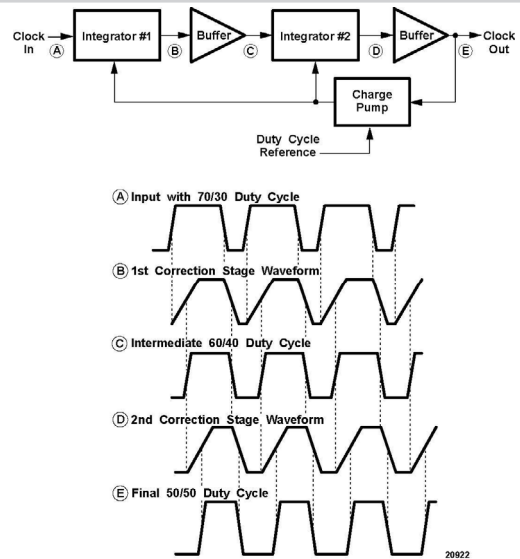 Clock In
Integrator #1
Buffer
Integrator #2
Buffer
Clock Out
A
B
C
D
E
Charge Pump
Duty Cycle Reference
A Input with 70/30 Duty Cycle
B 1st Correction Stage Waveform
C Intermediate 60/40 Duty Cycle
D 2nd Correction Stage Waveform
E Final 50/50 Duty Cycle
20922